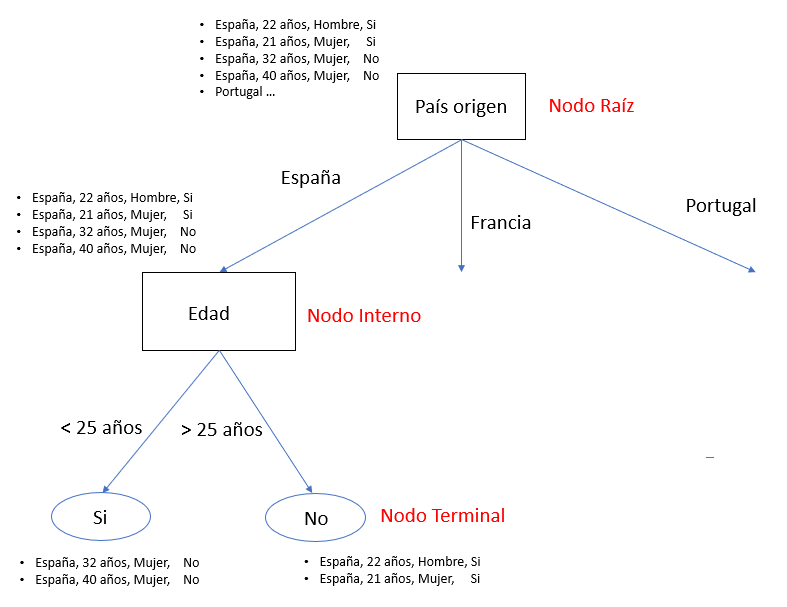 • España, 22 años, Hombre, Si
• España, 21 años, Mujer, Si
• España, 32 años, Mujer, No
• España, 40 años, Mujer, No
• Portugal ...
País origen
Nodo Raíz
España
Francia
Portugal
• España, 22 años, Hombre, Si
• España, 21 años, Mujer, Si
• España, 32 años, Mujer, No
• España, 40 años, Mujer, No
Edad
Nodo Interno
< 25 años
> 25 años
Si
No
Nodo Terminal
• España, 32 años, Mujer, No
• España, 40 años, Mujer, No
• España, 22 años, Hombre, Si
• España, 21 años, Mujer, Si